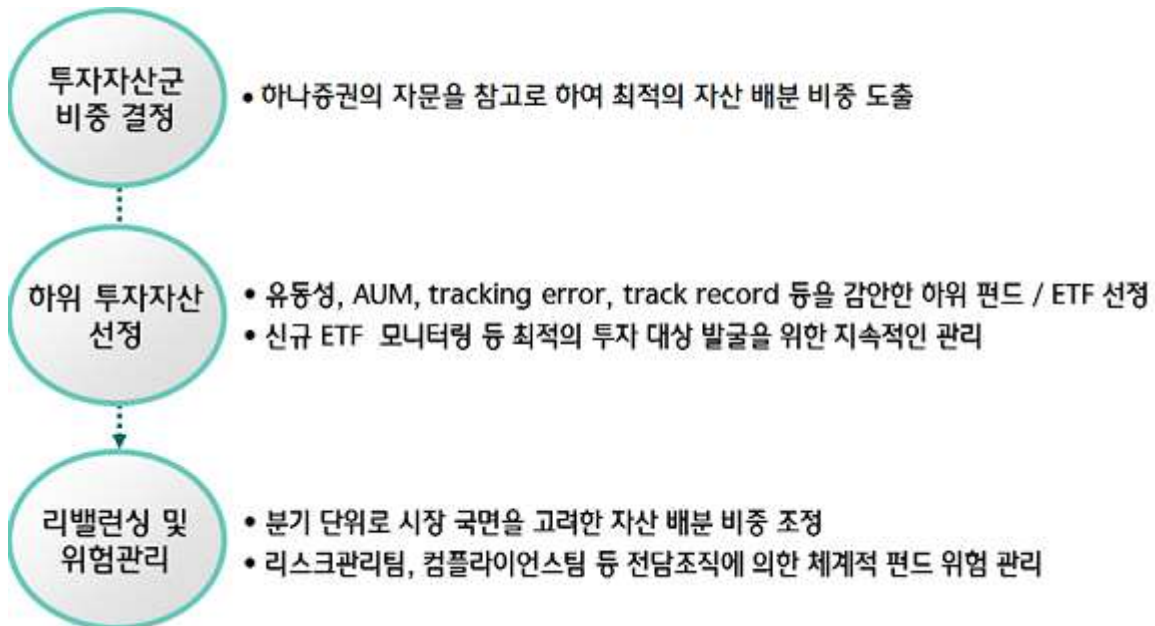 투자자산군
비중 결정
• 하나증권의 자문을 참고로 하여 최적의 자산 배분 비중 도출
하위 투자자산
선정
• 유동성, AUM, tracking error, track record 등을 감안한 하위 펀드 / ETF 선정
• 신규 ETF 모니터링 등 최적의 투자 대상 발굴을 위한 지속적인 관리
리밸런싱 및
위험관리
• 분기 단위로 시장 국면을 고려한 자산 배분 비중 조정
• 리스크관리팀, 컴플라이언스팀 등 전담조직에 의한 체계적 펀드 위험 관리